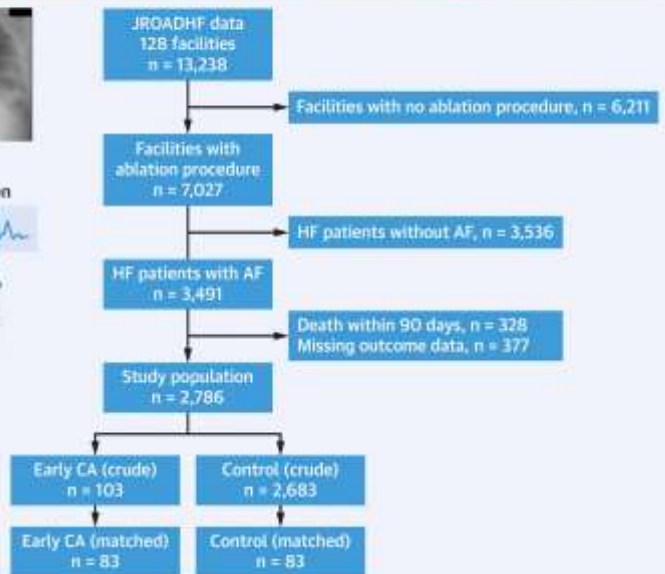 JROADHF data
128 facilities
n = 13,238
Facilities with no ablation procedure, n = 6,211
Facilities with
ablation procedure
n = 7,027
HF patients without AF, n = 3,536
HF patients with AF
n = 3,491
Death within 90 days, n = 328
Missing outcome data, n = 377
Study population
n = 2,786
Early CA (crude)
n = 103
Control (crude)
n = 2,683
Early CA (matched)
n = 83
Control (matched)
n = 83